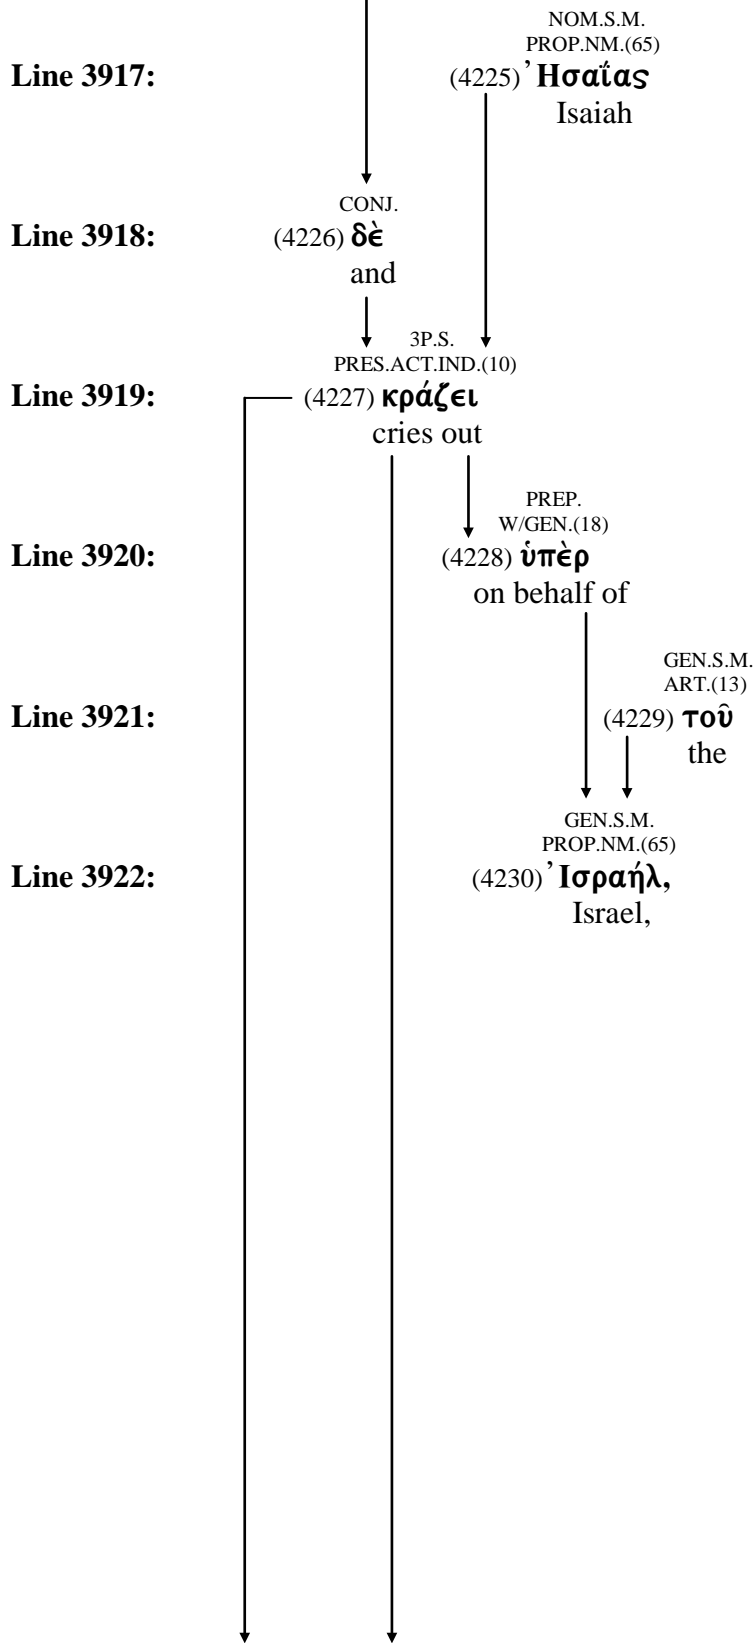 NOM.S.M.
PROP.NM.(65)
Line 3917: (4225) ʼΗσαΐας
Isaiah
CONJ.
Line 3918: (4226) δὲ
and
3P.S.
PRES.ACT.IND.(10)
Line 3919: (4227) κράζει
cries out
PREP.
W/GEN.(18)
Line 3920: (4228) ὑπὲρ
on behalf of
GEN.S.M.
ART.(13)
Line 3921: (4229) τοῦ
the
GEN.S.M.
PROP.NM.(65)
Line 3922: (4230) ʼΙσραήλ,
Israel,